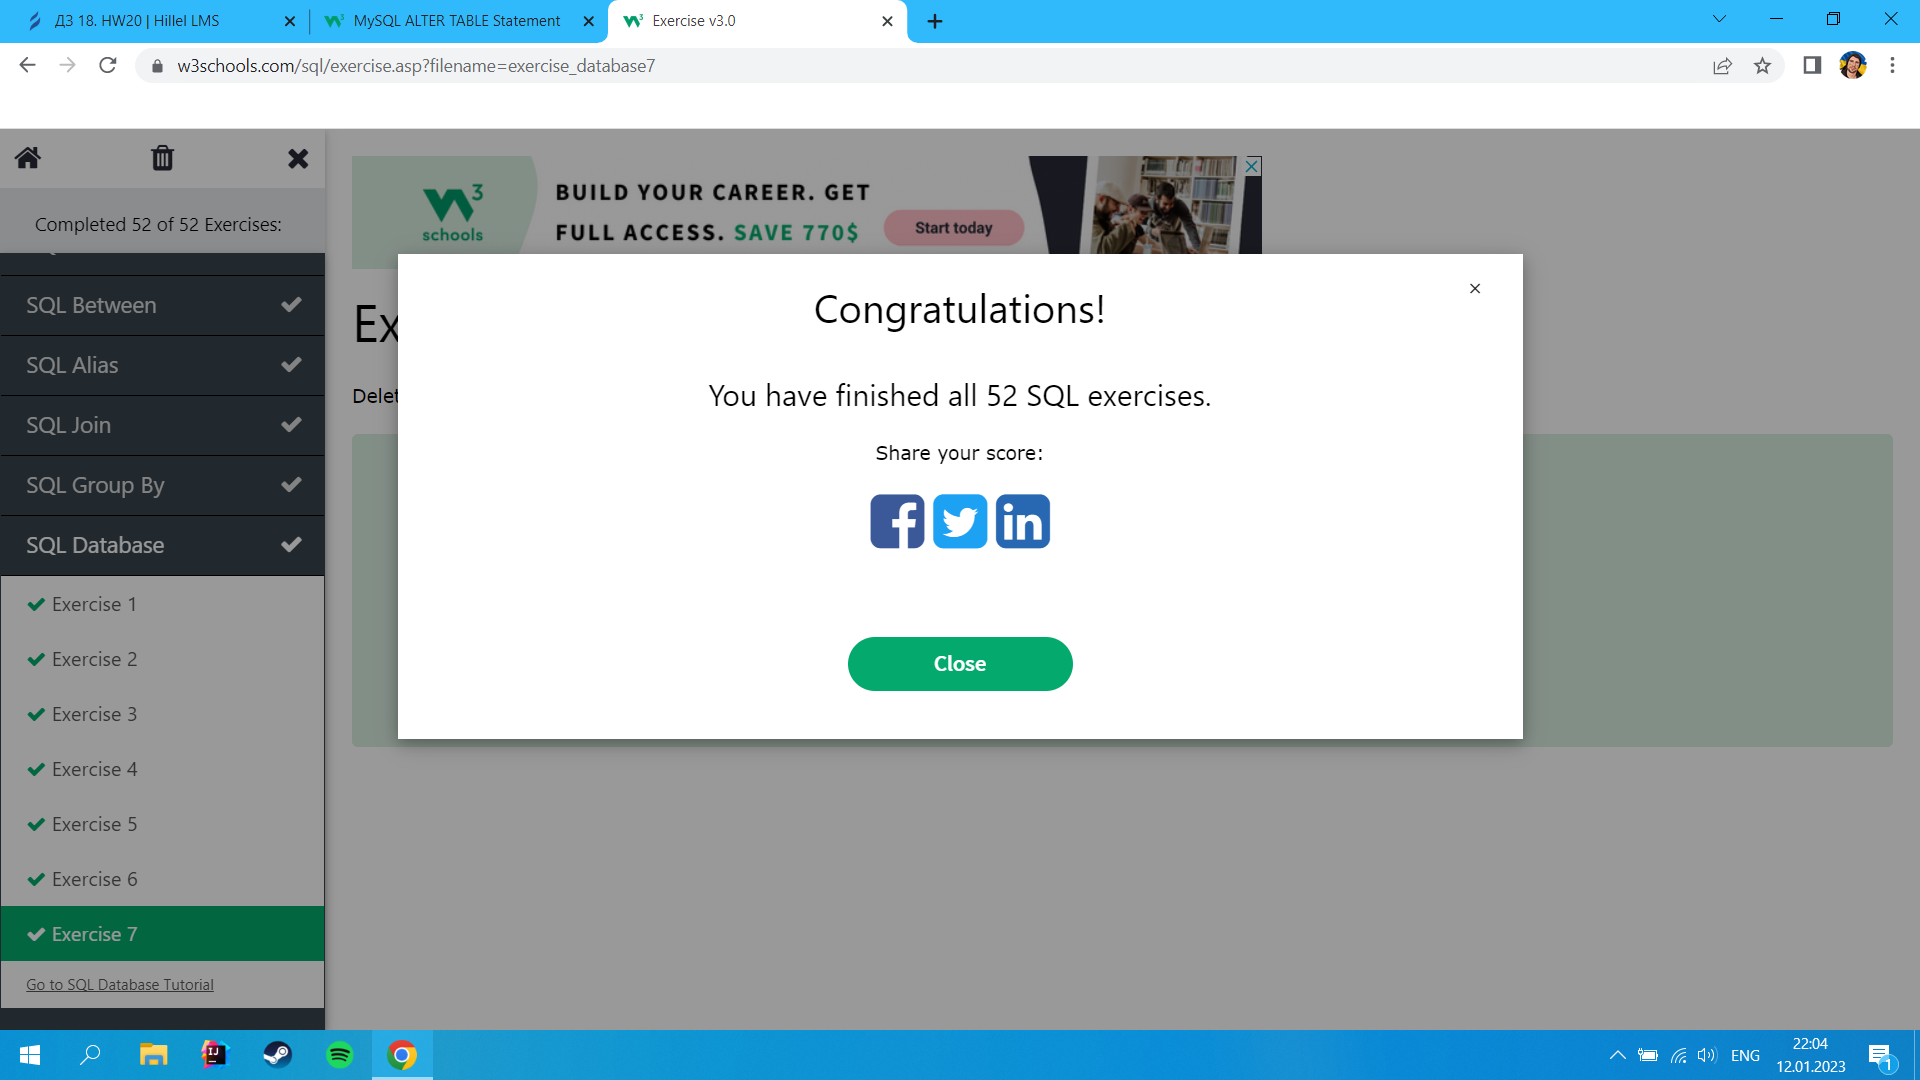 ДЗ 18. HW20 | Hillel LMS
MySQL ALTER TABLE Statement
Exercise v3.0
w3schools.com/sql/exercise.asp?filename=exercise_database7
Completed 52 of 52 Exercises:
SQL Between
SQL Alias
SQL Join
SQL Group By
SQL Database
Exercise 1
Exercise 2
Exercise 3
Exercise 4
Exercise 5
Exercise 6
Exercise 7
Go to SQL Database Tutorial
3
schools
BUILD YOUR CAREER. GET
FULL ACCESS. SAVE 770$
Start today
Ex
Delet
Congratulations!
You have finished all 52 SQL exercises.
Share your score:
f
in
Close
IJ
ENG
22:04
12.01.2023
1